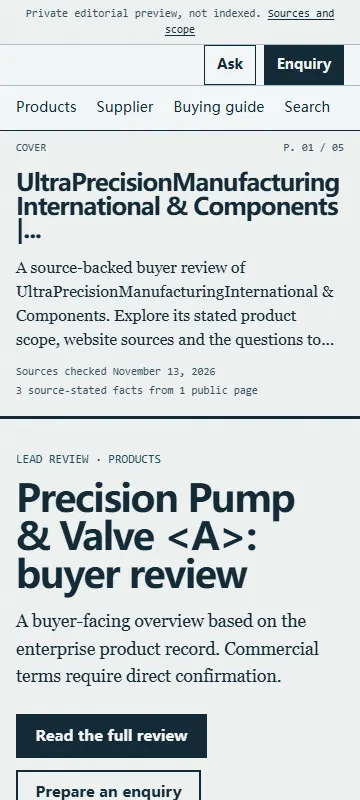 Private editorial preview, not indexed. Sources and
scope
Ask
Enquiry
Products
Supplier
Buying guide
Search
COVER
P. 01 / 05
UltraPrecisionManufacturing
International & Components
|...
A source-backed buyer review of
UltraPrecisionManufacturingInternational &
Components. Explore its stated product
scope, website sources and the questions to...
Sources checked November 13, 2026
3 source-stated facts from 1 public page
LEAD REVIEW · PRODUCTS
Precision Pump
& Valve <A>:
buyer review
A buyer-facing overview based on the
enterprise product record. Commercial
terms require direct confirmation.
Read the full review
Prepare an enquiry